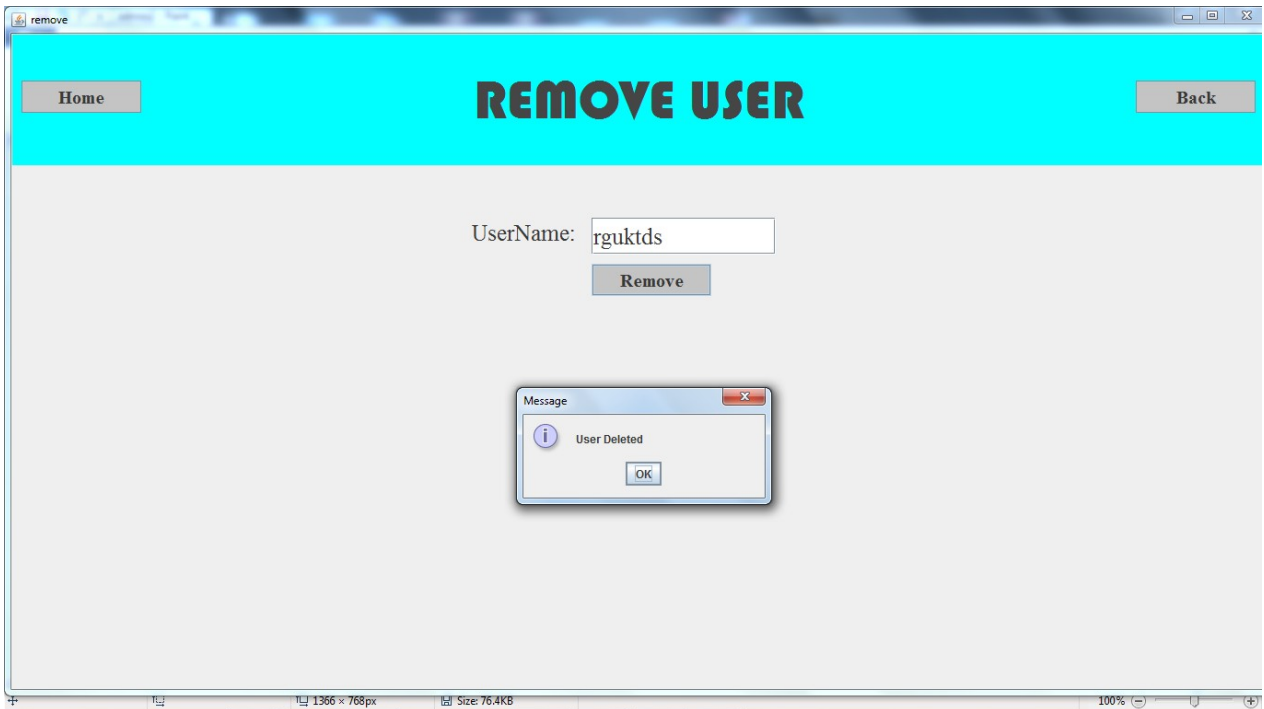 remove
Home
REMOVE USER
Back
UserName:
rguktds
Remove
Message
User Deleted
OK
1366 × 768px
Size: 76.4KB
100%